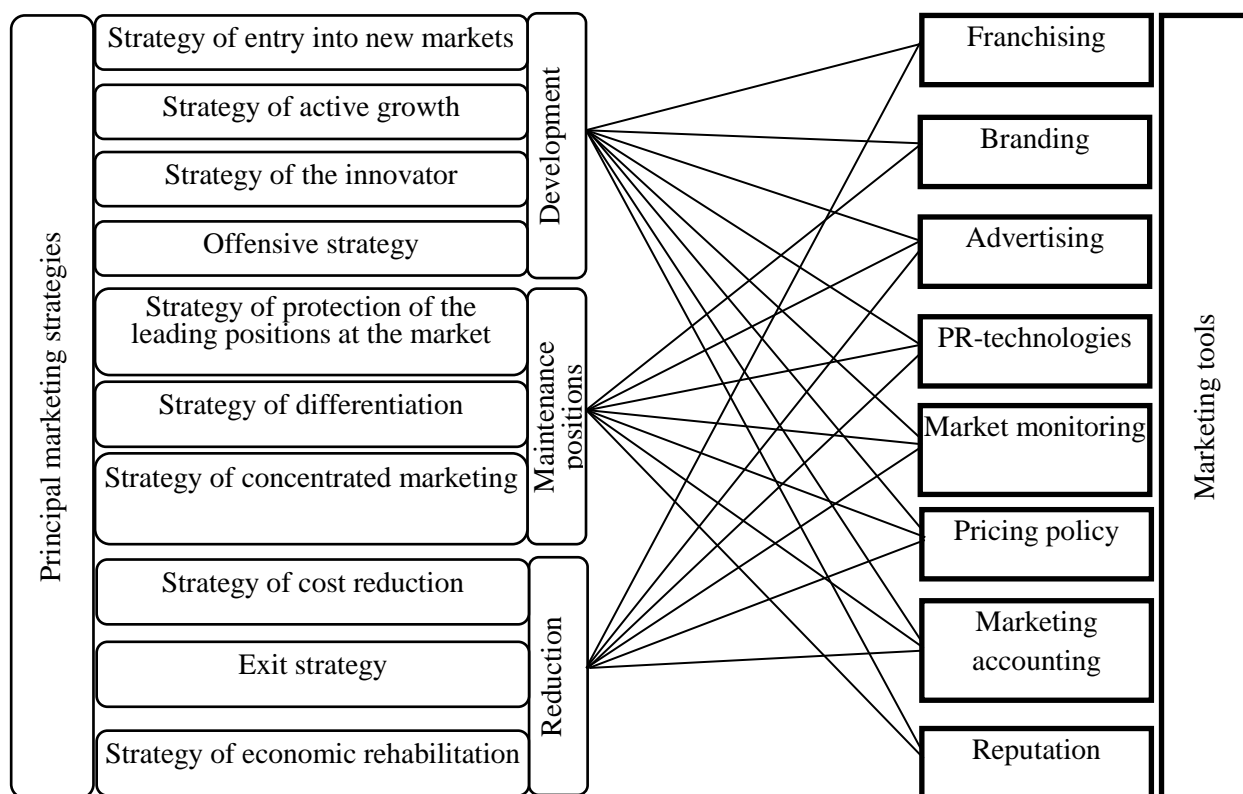 Principal marketing strategies
Strategy of entry into new markets
Strategy of active growth
Strategy of the innovator
Offensive strategy
Development
Strategy of protection of the
leading positions at the market
Strategy of differentiation
Strategy of concentrated marketing
Maintenance
positions
Strategy of cost reduction
Exit strategy
Strategy of economic rehabilitation
Reduction
Franchising
Branding
Advertising
PR-technologies
Market monitoring
Pricing policy
Marketing
accounting
Reputation
Marketing tools